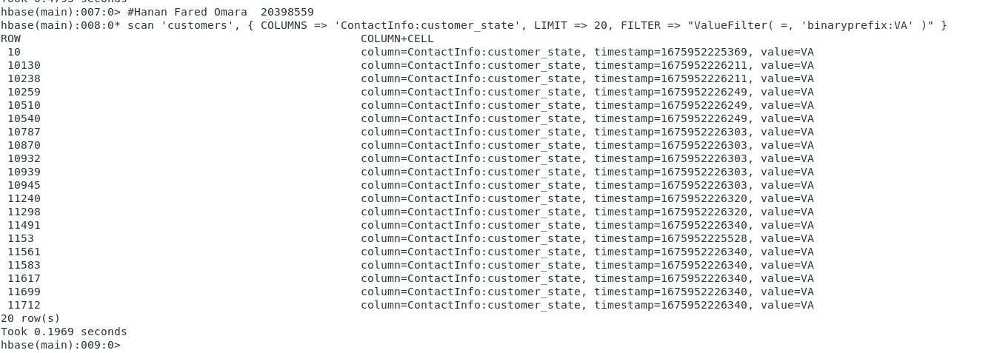 Took 0.4795 seconds
hbase(main):007:0> #Hanan Fared Omara  20398559
hbase(main):008:0* scan 'customers', { COLUMNS => 'ContactInfo:customer_state', LIMIT => 20, FILTER => "ValueFilter( =, 'binaryprefix:VA' )" }
ROW COLUMN+CELL
10 column=ContactInfo:customer_state, timestamp=1675952225369, value=VA
10130 column=ContactInfo:customer_state, timestamp=1675952226211, value=VA
10238 column=ContactInfo:customer_state, timestamp=1675952226211, value=VA
10259 column=ContactInfo:customer_state, timestamp=1675952226249, value=VA
10510 column=ContactInfo:customer_state, timestamp=1675952226249, value=VA
10540 column=ContactInfo:customer_state, timestamp=1675952226249, value=VA
10787 column=ContactInfo:customer_state, timestamp=1675952226303, value=VA
10870 column=ContactInfo:customer_state, timestamp=1675952226303, value=VA
10932 column=ContactInfo:customer_state, timestamp=1675952226303, value=VA
10939 column=ContactInfo:customer_state, timestamp=1675952226303, value=VA
10945 column=ContactInfo:customer_state, timestamp=1675952226303, value=VA
11240 column=ContactInfo:customer_state, timestamp=1675952226320, value=VA
11298 column=ContactInfo:customer_state, timestamp=1675952226320, value=VA
11491 column=ContactInfo:customer_state, timestamp=1675952226340, value=VA
1153 column=ContactInfo:customer_state, timestamp=1675952225528, value=VA
11561 column=ContactInfo:customer_state, timestamp=1675952226340, value=VA
11583 column=ContactInfo:customer_state, timestamp=1675952226340, value=VA
11617 column=ContactInfo:customer_state, timestamp=1675952226340, value=VA
11699 column=ContactInfo:customer_state, timestamp=1675952226340, value=VA
11712 column=ContactInfo:customer_state, timestamp=1675952226340, value=VA
20 row(s)
Took 0.1969 seconds
hbase(main):009:0>